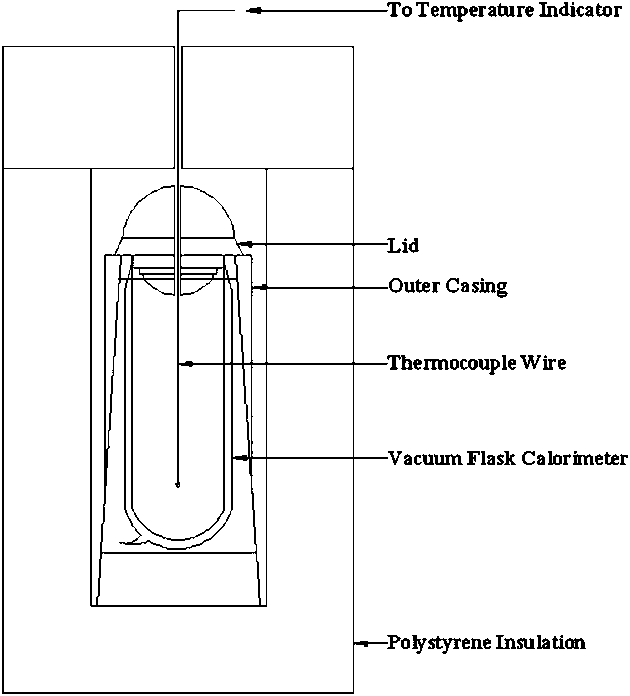 To Temperature Indicator
Lid
Outer Casing
Thermocouple Wire
Vacuum Flask Calorimeter
Polystyrene Insulation